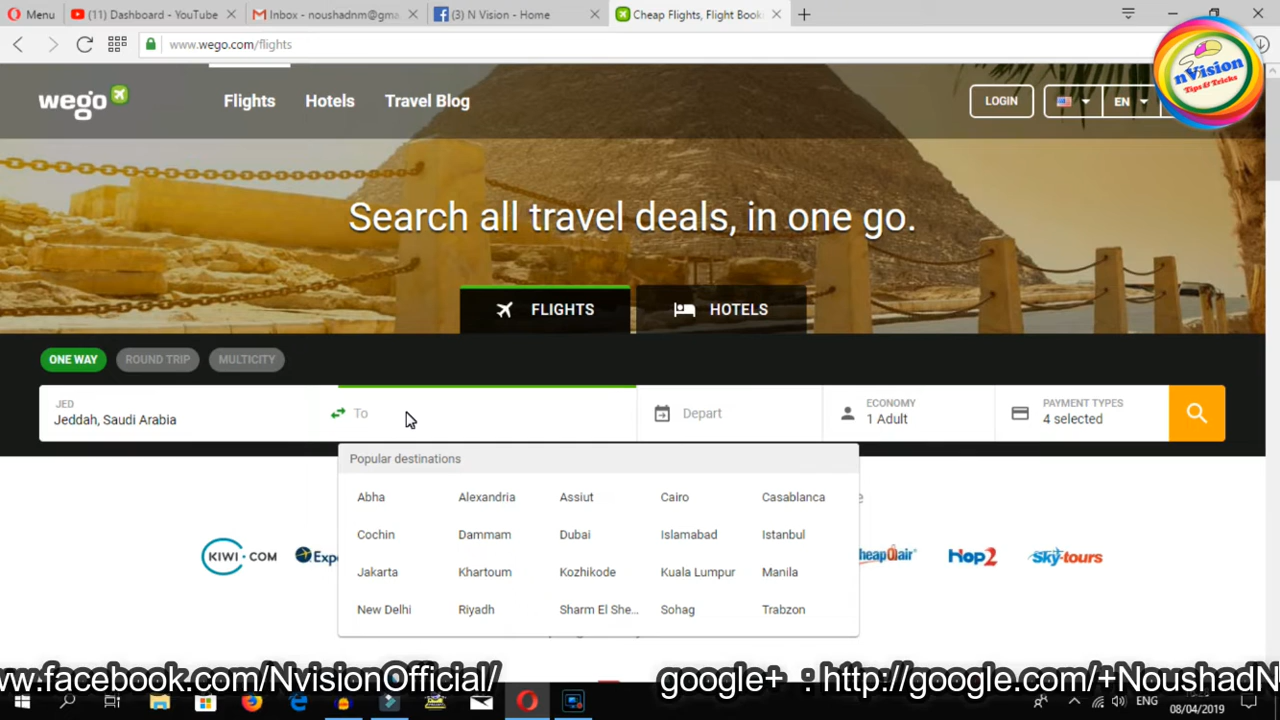 Menu
(11) Dashboard - YouTube
Inbox - noushadnm@gma
(3) N Vision - Home
Cheap Flights, Flight Book
www.wego.com/flights
nVision
Tips & Tricks
wego
Flights
Hotels
Travel Blog
LOGIN
EN
Search all travel deals, in one go.
FLIGHTS
HOTELS
ONE WAY
ROUND TRIP
MULTICITY
JED
Jeddah, Saudi Arabia
To
Depart
ECONOMY
1 Adult
PAYMENT TYPES
4 selected
Popular destinations
Abha
Alexandria
Assiut
Cairo
Casablanca
Cochin
Dammam
Dubai
Islamabad
Istanbul
Jakarta
Khartoum
Kozhikode
Kuala Lumpur
Manila
New Delhi
Riyadh
Sharm El She...
Sohag
Trabzon
KIWI.COM
Exp
heapOair
Hop2
Skytours
ww.facebook.com/NvisionOfficial/
google+ : http://google.com/+NoushadN
ENG
08/04/2019